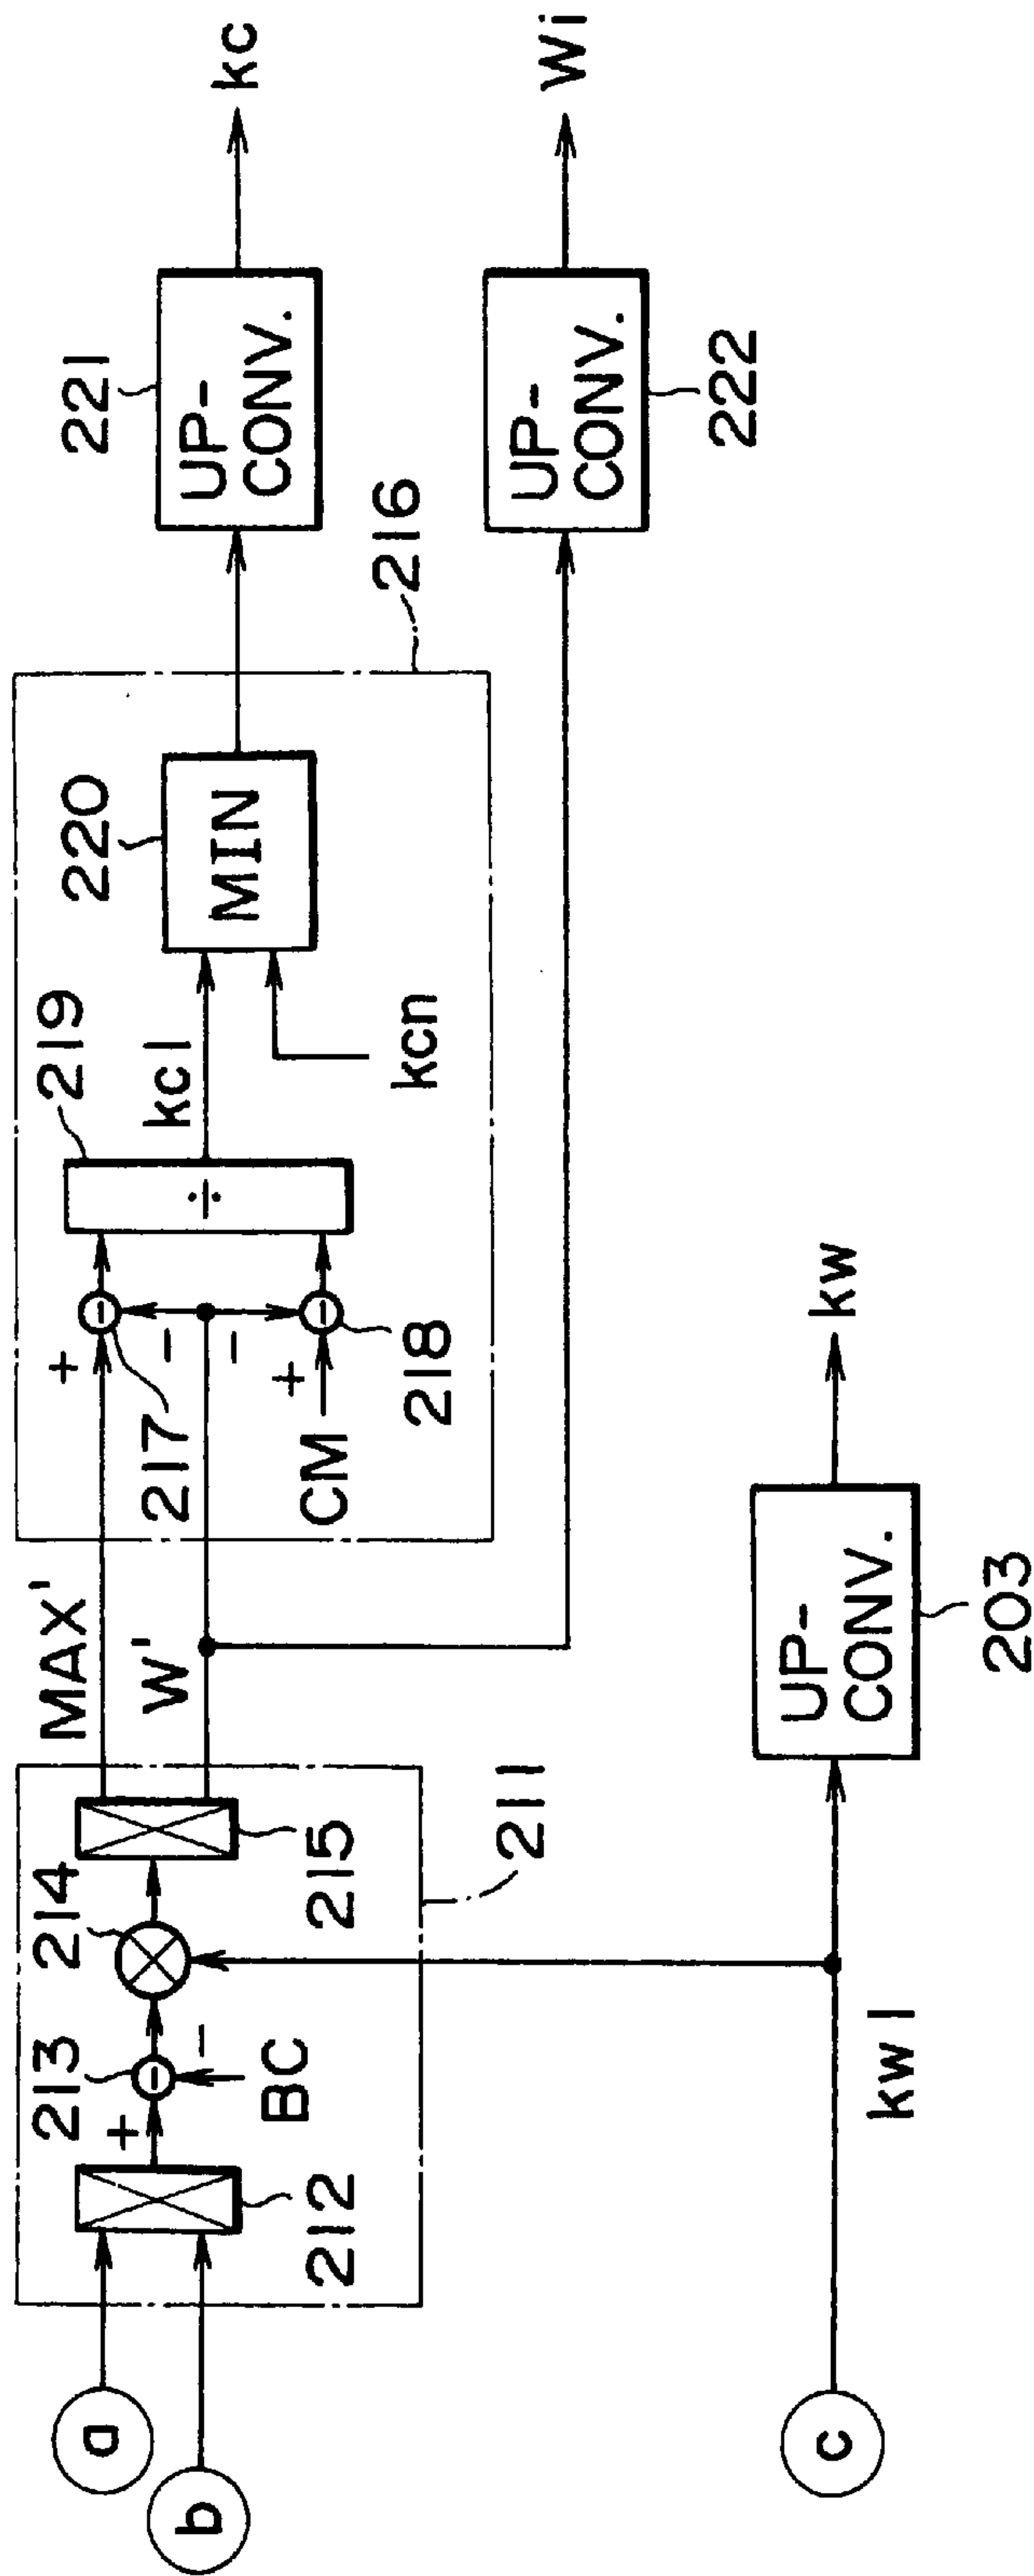 a
b
212
+
213
-
BC
214
215
211
MAX'
W'
+
217
-
-
+
CM
218
219
÷
kc1
kcn
220
MIN
216
221
UP-
CONV.
kc
UP-
CONV.
222
Wi
c
kw1
UP-
CONV.
203
kw